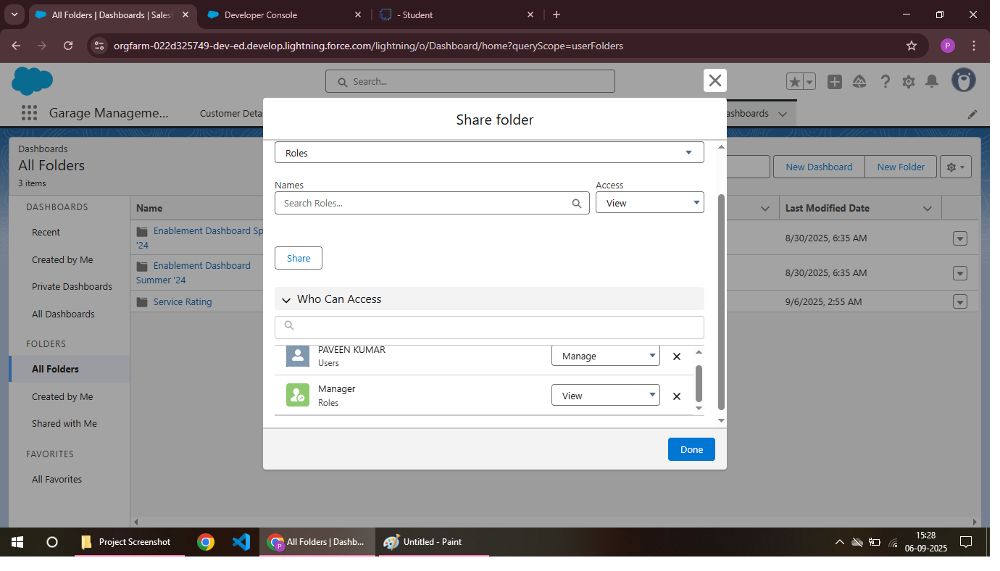 All Folders | Dashboards | Sales
Developer Console
- Student
orgfarm-022d325749-dev-ed.develop.lightning.force.com/lightning/o/Dashboard/home?queryScope=userFolders
P
Search...
Garage Manageme...
Customer Deta
ashboards
Share folder
Dashboards
All Folders
3 items
New Dashboard
New Folder
Roles
Names
Access
Search Roles...
View
Share
Who Can Access
PAVEEN KUMAR
Users
Manage
Manager
Roles
View
Done
DASHBOARDS
Recent
Created by Me
Private Dashboards
All Dashboards
FOLDERS
All Folders
Created by Me
Shared with Me
FAVORITES
All Favorites
Name
Last Modified Date
Enablement Dashboard Sp
'24
8/30/2025, 6:35 AM
Enablement Dashboard
Summer '24
8/30/2025, 6:35 AM
Service Rating
9/6/2025, 2:55 AM
Project Screenshot
P
All Folders | Dashb...
Untitled - Paint
15:28
06-09-2025